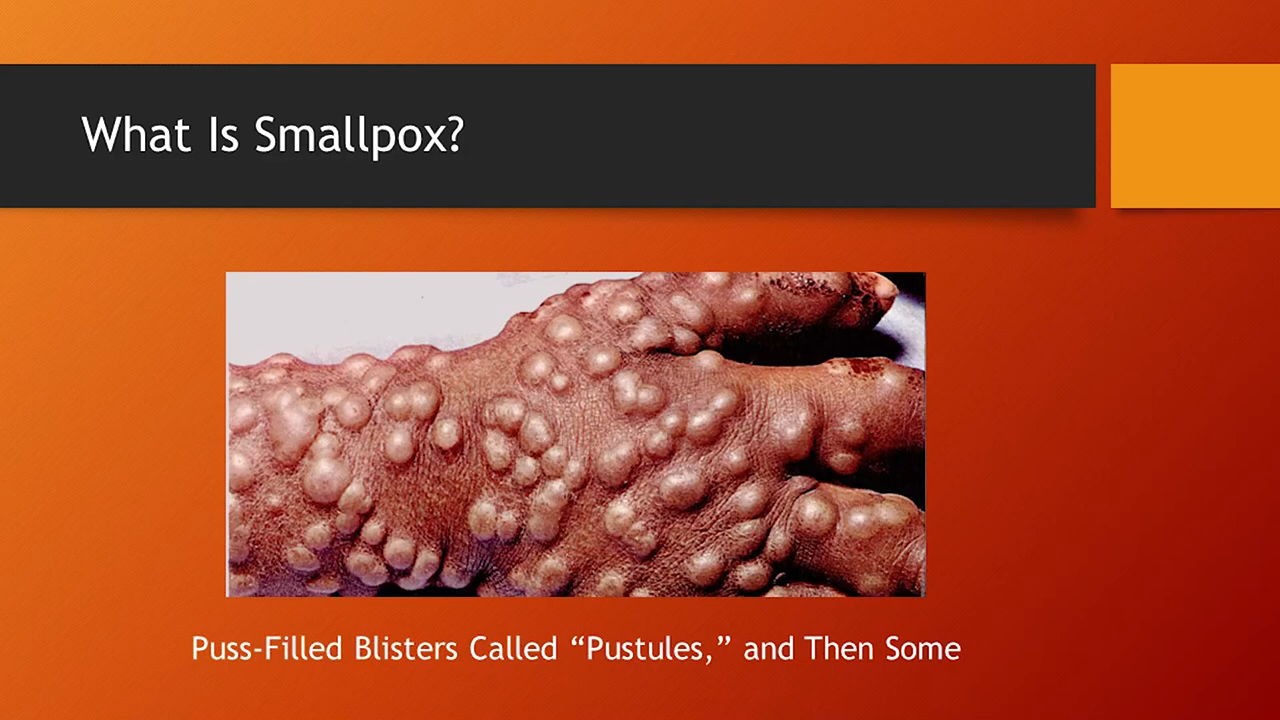 What Is Smallpox?
Puss-Filled Blisters Called “Pustules,” and Then Some